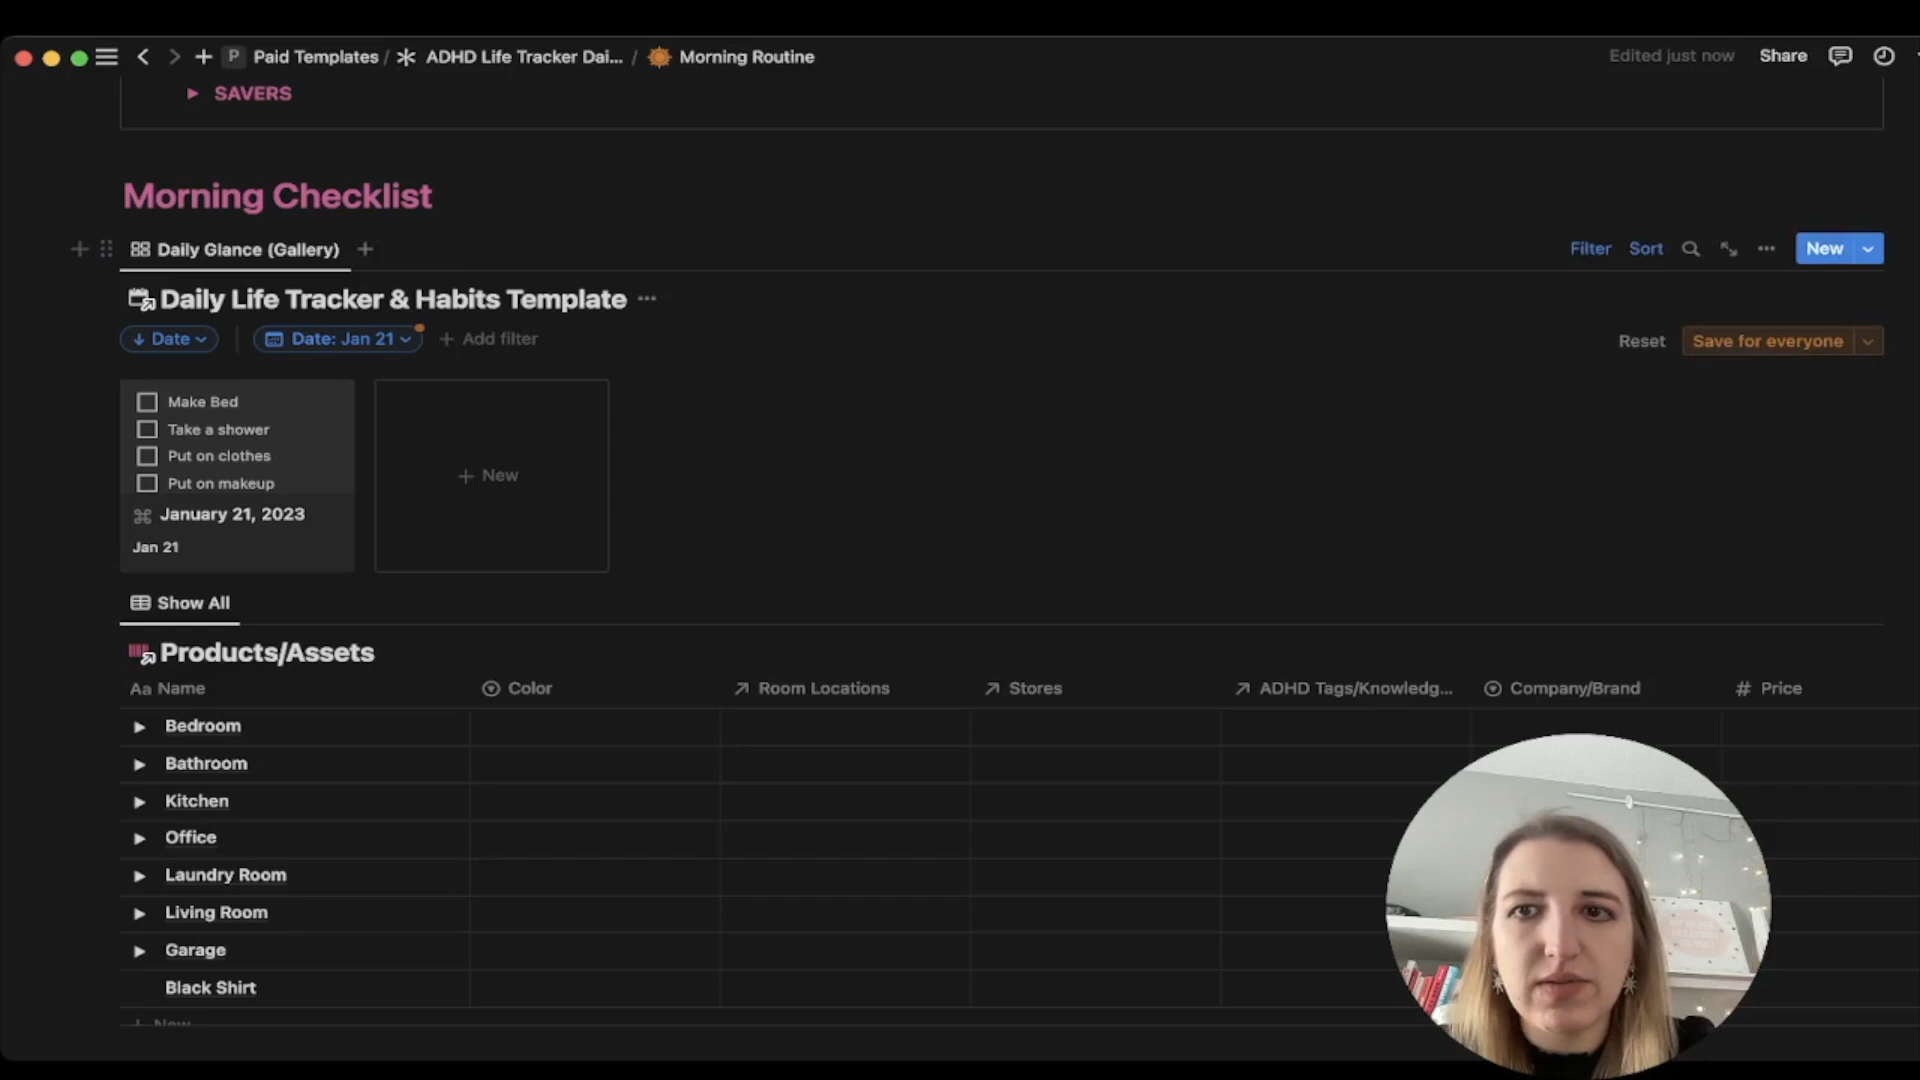 P Paid Templates / ADHD Life Tracker Dai... / Morning Routine
Edited just now Share
SAVERS
Morning Checklist
Daily Glance (Gallery)
Filter Sort New
Daily Life Tracker & Habits Template
Date Date: Jan 21 Add filter
Reset Save for everyone
Make Bed
Take a shower
Put on clothes
Put on makeup
January 21, 2023
Jan 21
+ New
Show All
Products/Assets
Aa Name Color Room Locations Stores ADHD Tags/Knowledg... Company/Brand # Price
Bedroom
Bathroom
Kitchen
Office
Laundry Room
Living Room
Garage
Black Shirt
+ New